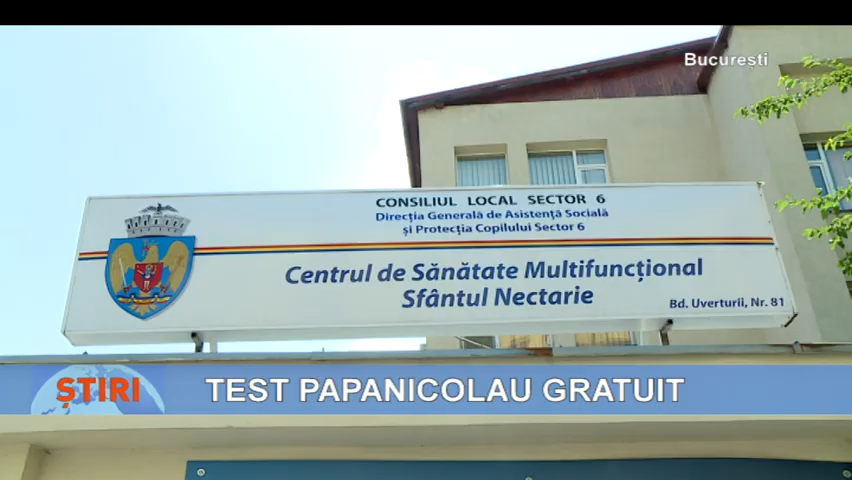 Bucuresti
CONSILIUL LOCAL SECTOR 6
Direcția Generală de Asistență Socială
și Protecția Copilului Sector 6
Centrul de Sănătate Multifuncțional
Sfântul Nectarie
Bd. Uverturii, Nr. 81
ȘTIRI
TEST PAPANICOLAU GRATUIT